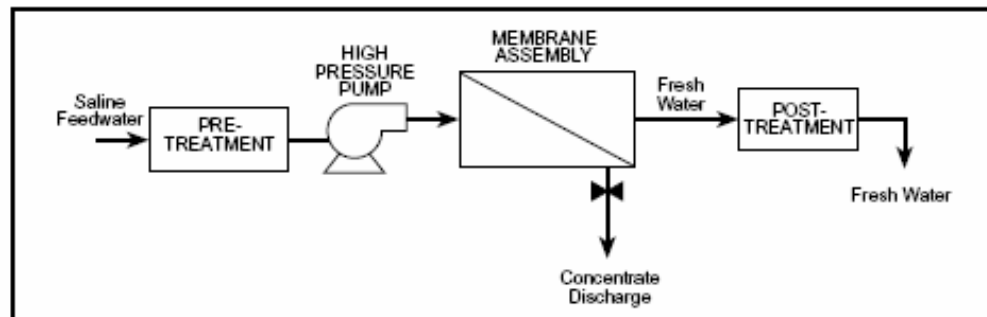 Saline
Feedwater
PRE-
TREATMENT
HIGH
PRESSURE
PUMP
MEMBRANE
ASSEMBLY
Fresh
Water
POST-
TREATMENT
Fresh Water
Concentrate
Discharge